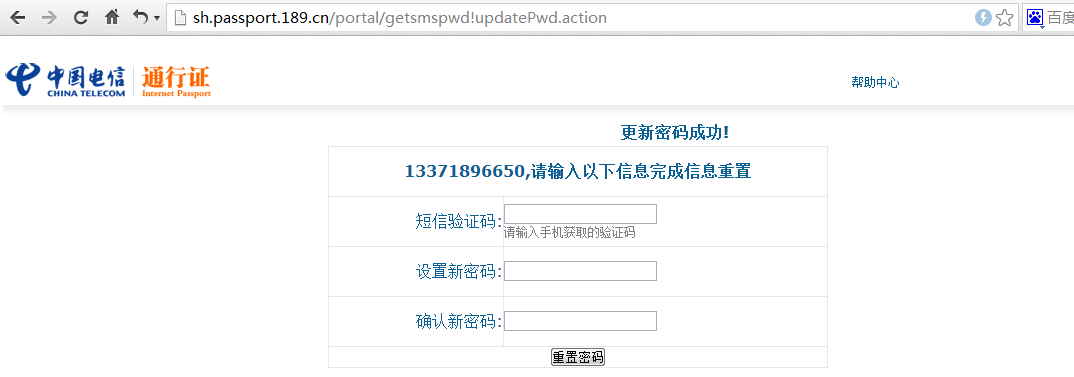 sh.passport.189.cn/portal/getsmspwd!updatePwd.action
百度
中国电信 通行证
CHINA TELECOM Internet Passport
帮助中心
更新密码成功!
13371896650,请输入以下信息完成信息重置
短信验证码:
请输入手机获取的验证码
设置新密码:
确认新密码:
重置密码